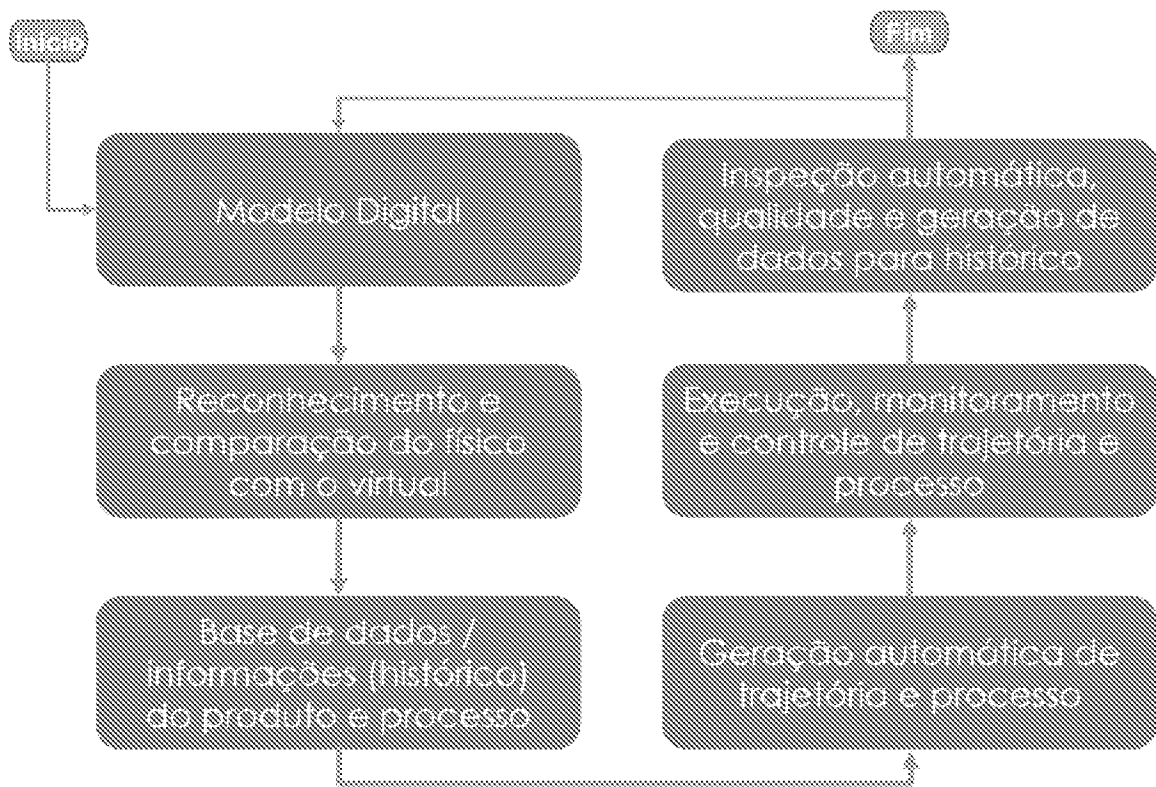 Início
Fim
Modelo Digital
Reconhecimento e
comparação do físico
com o virtual
Base de dados /
informações (histórico)
do produto e processo
Geração automática de
trajetória e processo
Execução, monitoramento
e controle de trajetória e
processo
Inspeção automática,
qualidade e geração de
dados para histórico